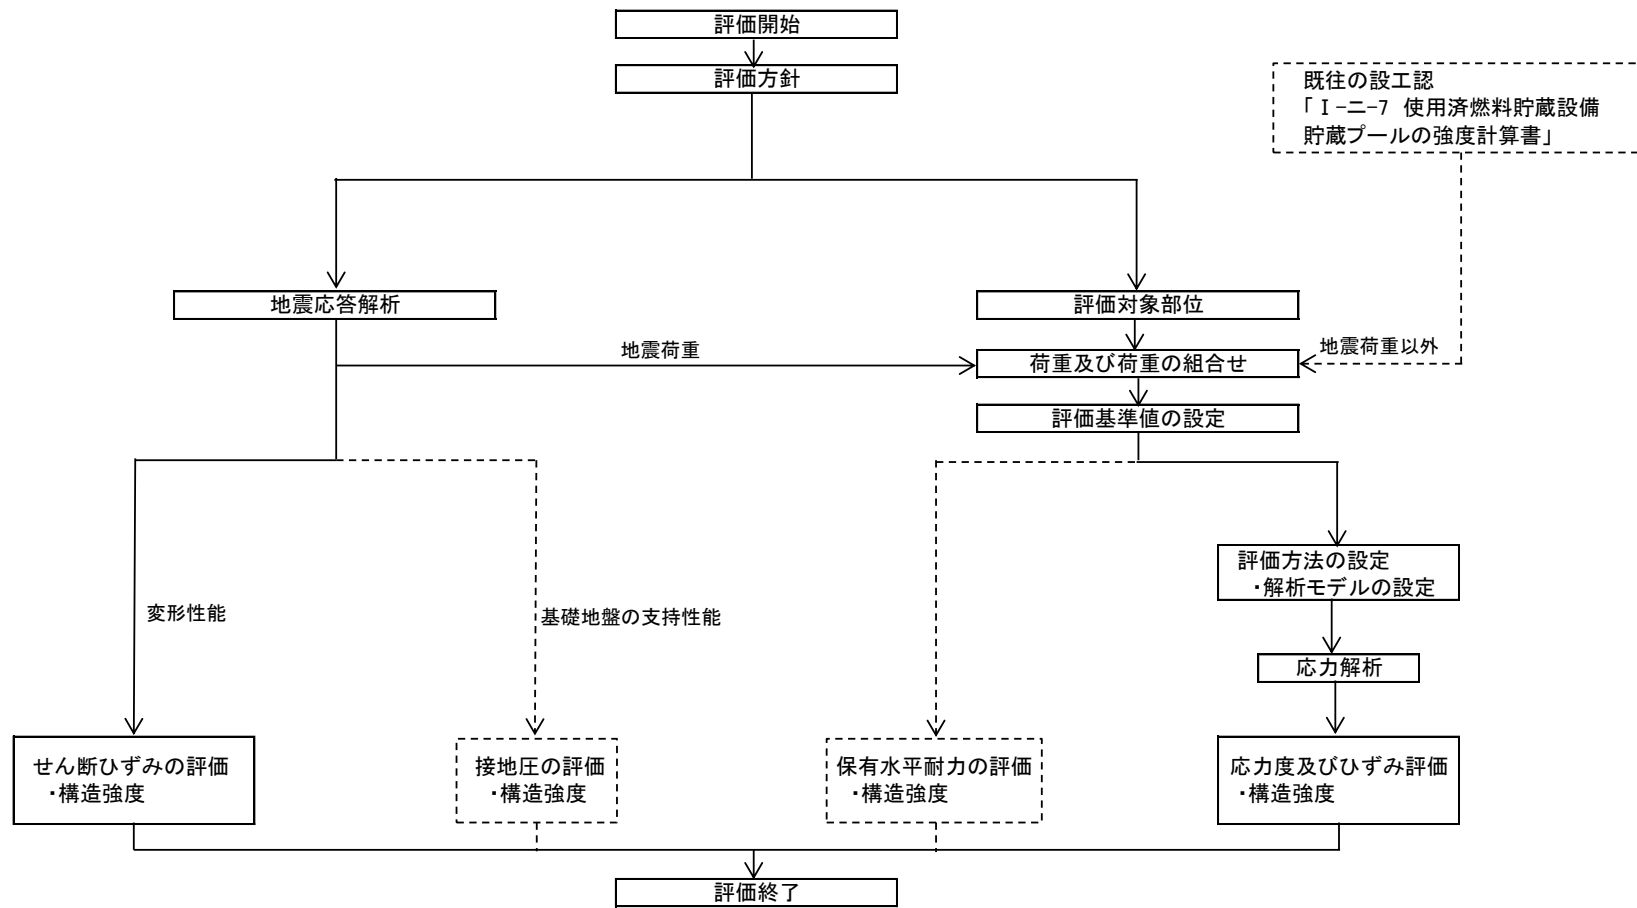 評価開始
評価方針
既往の設工認
「Ⅰ-ニ-7 使用済燃料貯蔵設備
貯蔵プールの強度計算書」
地震応答解析
評価対象部位
地震荷重
地震荷重以外
荷重及び荷重の組合せ
評価基準値の設定
評価方法の設定
・解析モデルの設定
変形性能
基礎地盤の支持性能
応力解析
せん断ひずみの評価
・構造強度
接地圧の評価
・構造強度
保有水平耐力の評価
・構造強度
応力度及びひずみ評価
・構造強度
評価終了